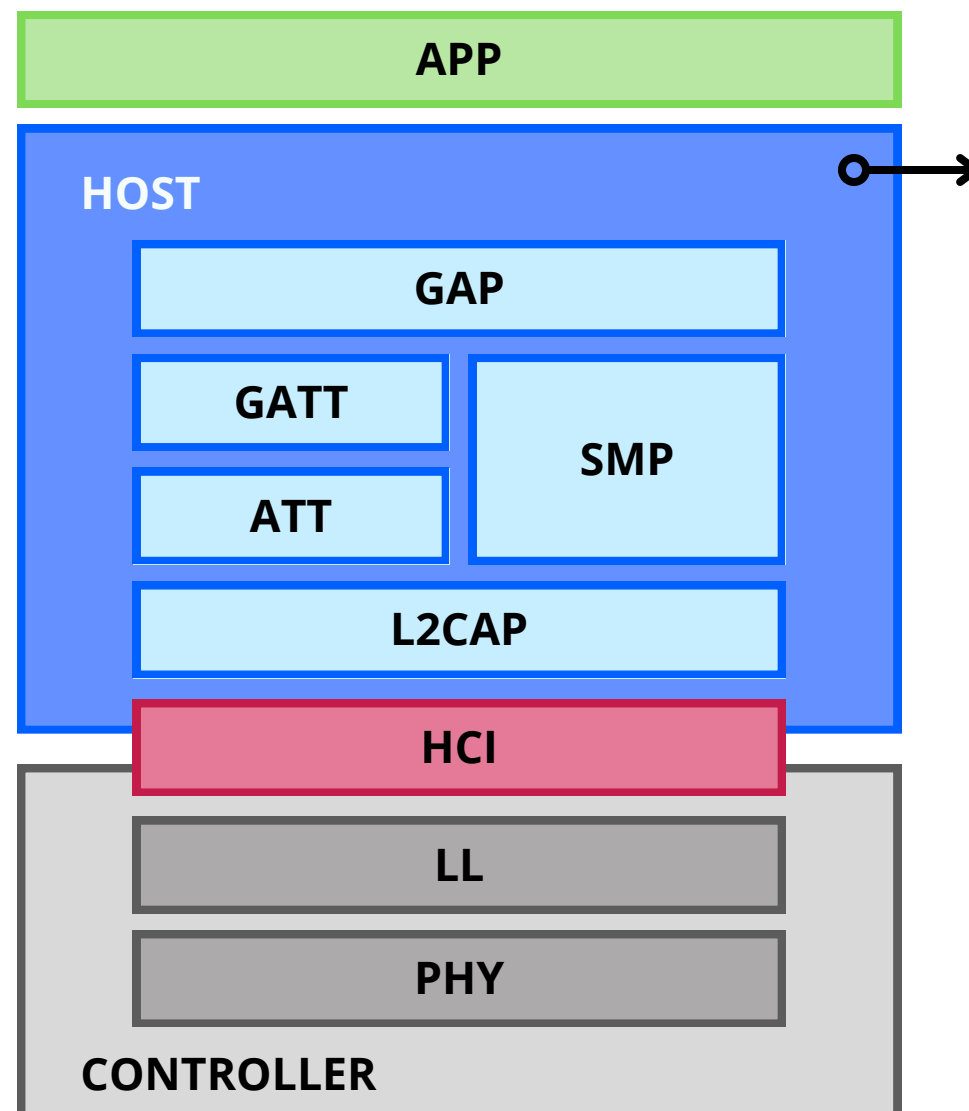 APP
HOST
GAP
GATT
SMP
ATT
L2CAP
HCI
LL
PHY
CONTROLLER